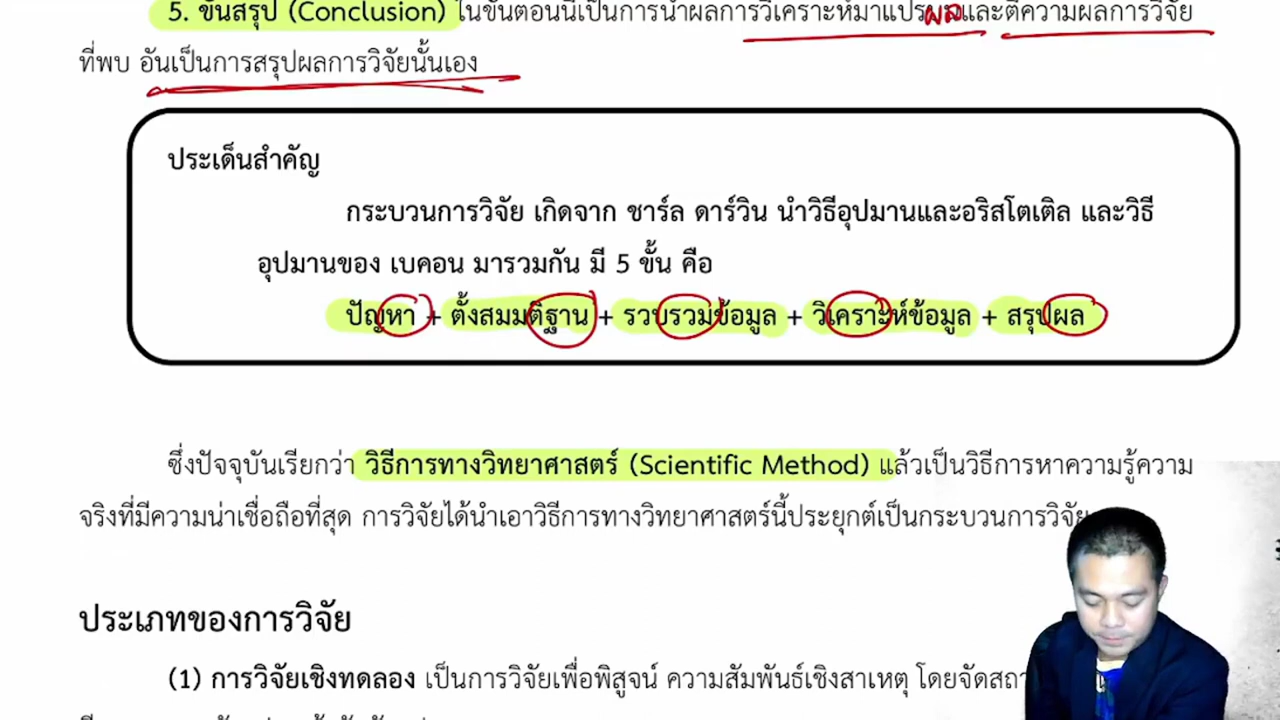 5. ขั้นสรุป (Conclusion) ในขั้นตอนนี้เป็นการนำผลการวิเคราะห์มาแปรผล และตีความผลการวิจัย
ที่พบ อันเป็นการสรุปผลการวิจัยนั้นเอง
ประเด็นสำคัญ
กระบวนการวิจัย เกิดจาก ชาร์ล ดาร์วิน นำวิธีอุปมานและอริสโตเติล และวิธี
อุปมานของ เบคอน มารวมกัน มี 5 ขั้น คือ
ปัญหา + ตั้งสมมติฐาน + รวบรวมข้อมูล + วิเคราะห์ข้อมูล + สรุปผล
ซึ่งปัจจุบันเรียกว่า วิธีการทางวิทยาศาสตร์ (Scientific Method) แล้วเป็นวิธีการหาความรู้ความ
จริงที่มีความน่าเชื่อถือที่สุด การวิจัยได้นำเอาวิธีการทางวิทยาศาสตร์นี้ประยุกต์เป็นกระบวนการวิจัย
ประเภทของการวิจัย
(1) การวิจัยเชิงทดลอง เป็นการวิจัยเพื่อพิสูจน์ ความสัมพันธ์เชิงสาเหตุ โดยจัดสถา